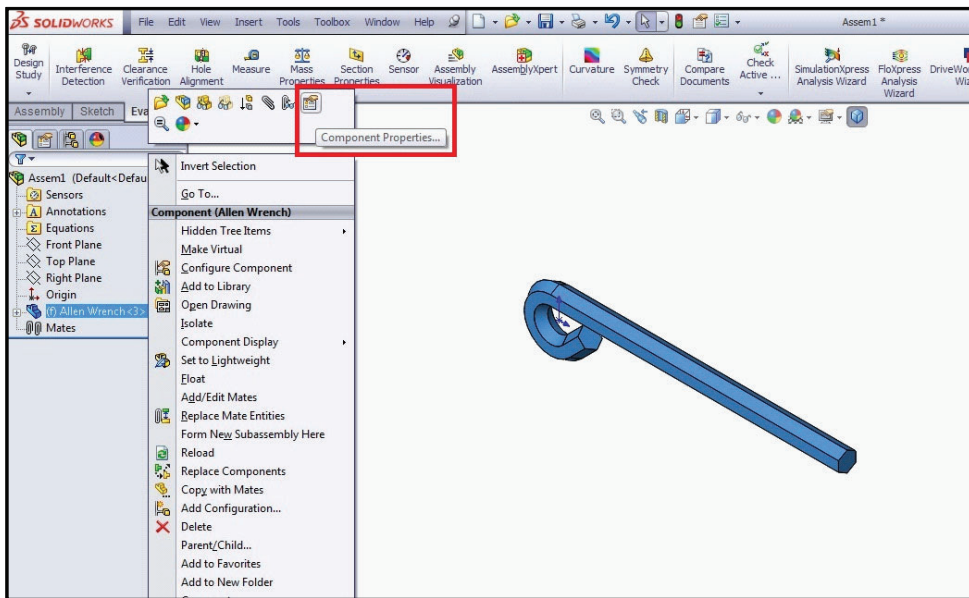 SOLIDWORKS File Edit View Insert Tools Toolbox Window Help Assem1 *
Design Study
Interference Detection
Clearance Verification
Hole Alignment
Measure
Mass Properties
Section Properties
Sensor
Assembly Visualization
AssemblyXpert
Curvature
Symmetry Check
Compare Documents
Check Active ...
SimulationXpress Analysis Wizard
FloXpress Analysis Wizard
Assembly Sketch
Component Properties...
Invert Selection
Go To...
Component (Allen Wrench)
Hidden Tree Items
Make Virtual
Configure Component
Add to Library
Open Drawing
Isolate
Component Display
Set to Lightweight
Float
Add/Edit Mates
Replace Mate Entities
Form New Subassembly Here
Reload
Replace Components
Copy with Mates
Add Configuration...
Delete
Parent/Child...
Add to Favorites
Add to New Folder
Assem1 (Default<Defau
Sensors
Annotations
Equations
Front Plane
Top Plane
Right Plane
Origin
(f) Allen Wrench<3>
Mates